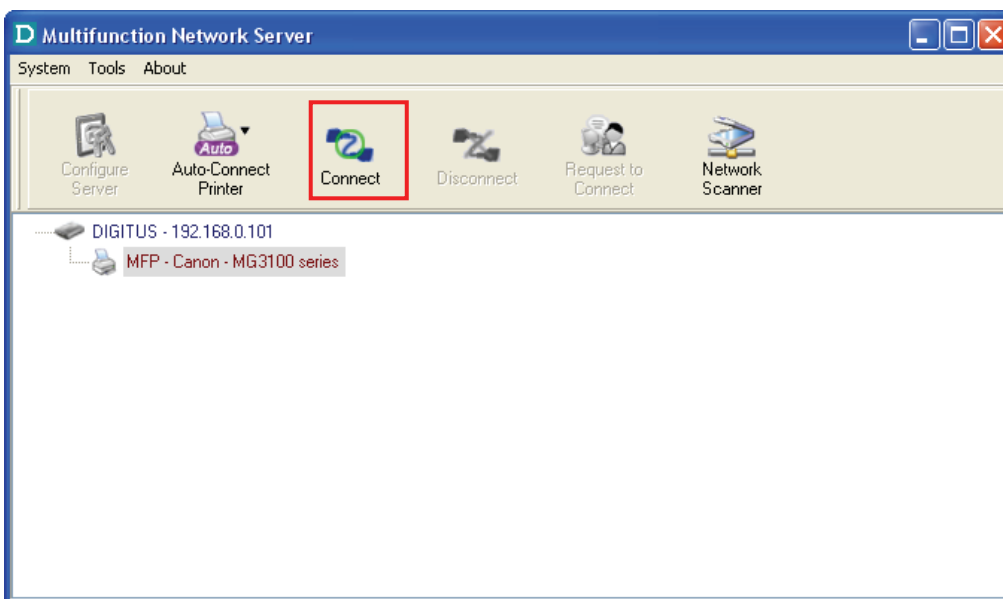 D Multifunction Network Server
System Tools About
Configure Server
Auto
Auto-Connect Printer
Connect
Disconnect
Request to Connect
Network Scanner
DIGITUS - 192.168.0.101
MFP - Canon - MG3100 series